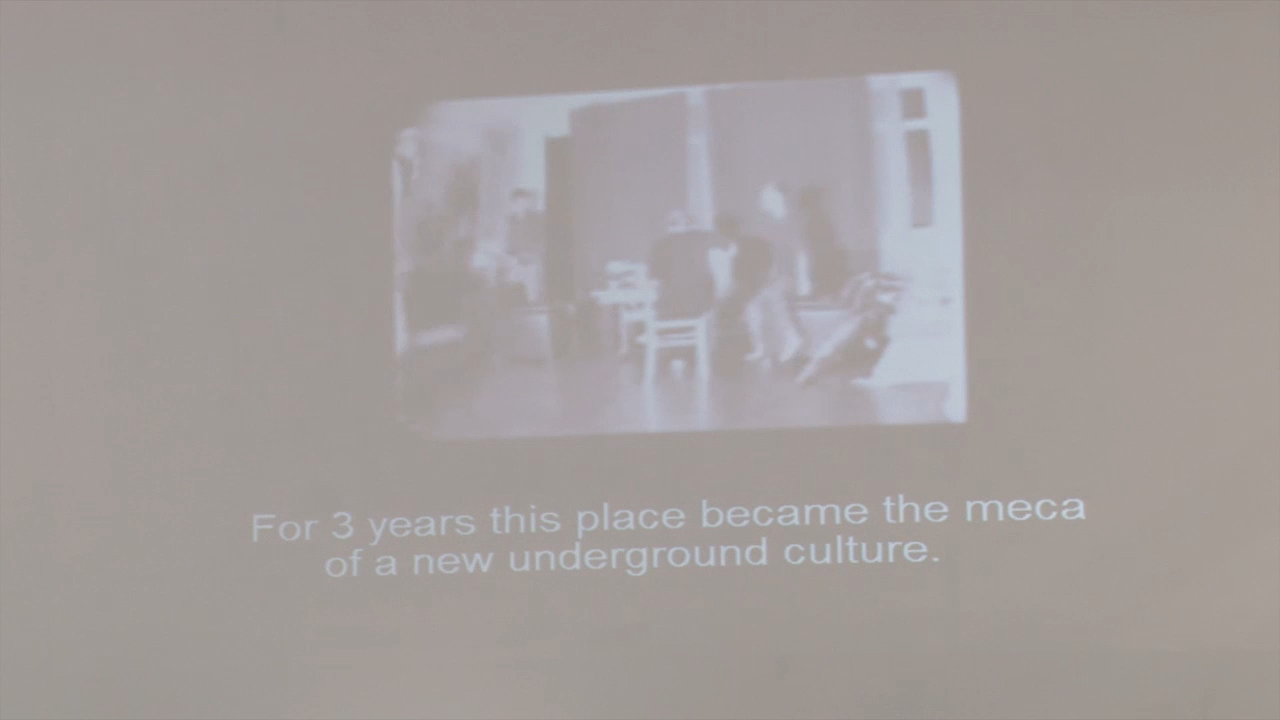 For 3 years this place became the meca
of a new underground culture.